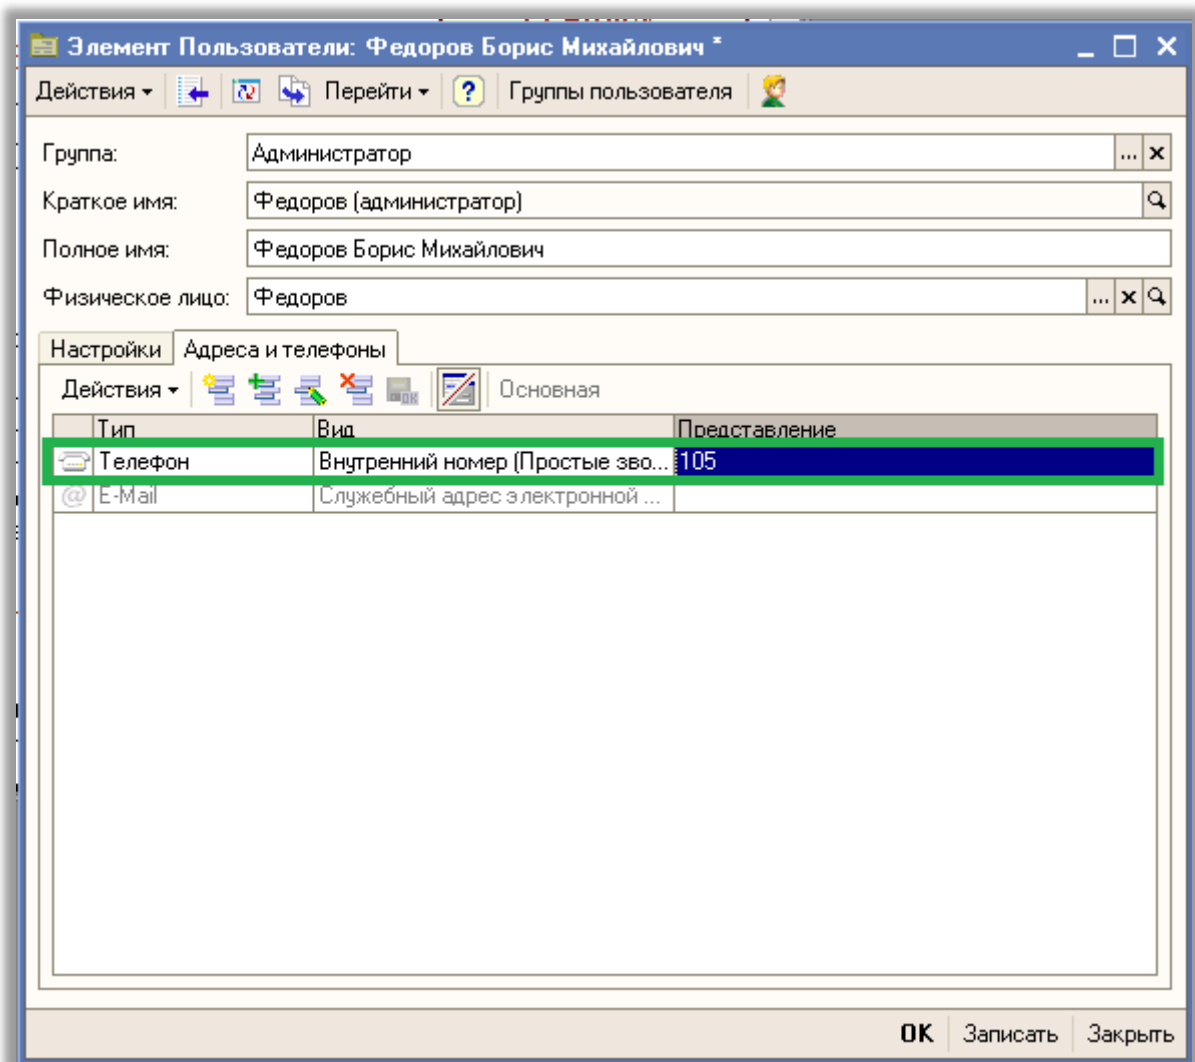 Элемент Пользователи: Федоров Борис Михайлович *
Действия Перейти ? Группы пользователя
Группа: Администратор ... x
Краткое имя: Федоров (администратор)
Полное имя: Федоров Борис Михайлович
Физическое лицо: Федоров ... x
Настройки Адреса и телефоны
Действия Основная
Тип Вид Представление
Телефон Внутренний номер (Простые зво... 105
@ E-Mail Служебный адрес электронной ...
OK Записать Закрыть